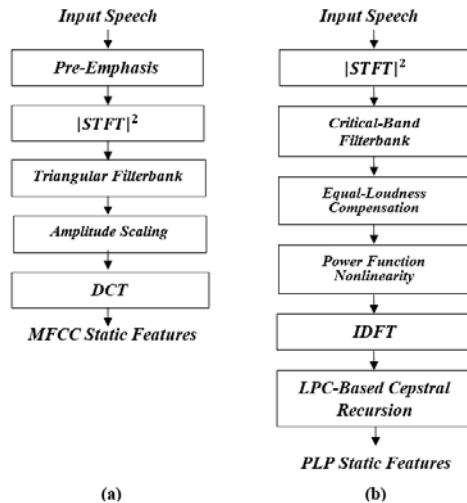 Input Speech
Pre-Emphasis
|STFT|²
Triangular Filterbank
Amplitude Scaling
DCT
MFCC Static Features
(a)
Input Speech
|STFT|²
Critical-Band
Filterbank
Equal-Loudness
Compensation
Power Function
Nonlinearity
IDFT
LPC-Based Cepstral
Recursion
PLP Static Features
(b)